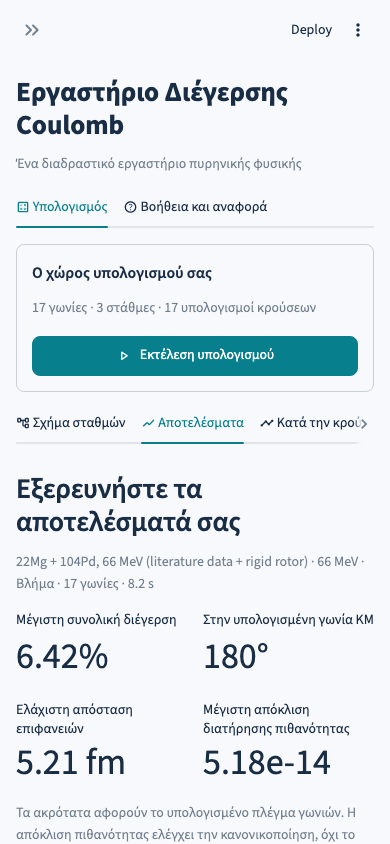 Deploy
Εργαστήριο Διέγερσης
Coulomb
Ένα διαδραστικό εργαστήριο πυρηνικής φυσικής
Υπολογισμός
Βοήθεια και αναφορά
Ο χώρος υπολογισμού σας
17 γωνίες · 3 στάθμες · 17 υπολογισμοί κρούσεων
Εκτέλεση υπολογισμού
Σχήμα σταθμών
Αποτελέσματα
Κατά την
Εξερευνήστε τα
αποτελέσματά σας
22Mg + 104Pd, 66 MeV (literature data + rigid rotor) · 66 MeV ·
Βλήμα · 17 γωνίες · 8.2 s
Μέγιστη συνολική διέγερση
Στην υπολογισμένη γωνία ΚΜ
6.42%
180°
Ελάχιστη απόσταση
επιφανειών
Μέγιστη απόκλιση
διατήρησης πιθανότητας
5.21 fm
5.18e-14
Τα ακρότατα αφορούν το υπολογισμένο πλέγμα γωνιών. Η
απόκλιση πιθανότητας ελέγχει την κανονικοποίηση, όχι το